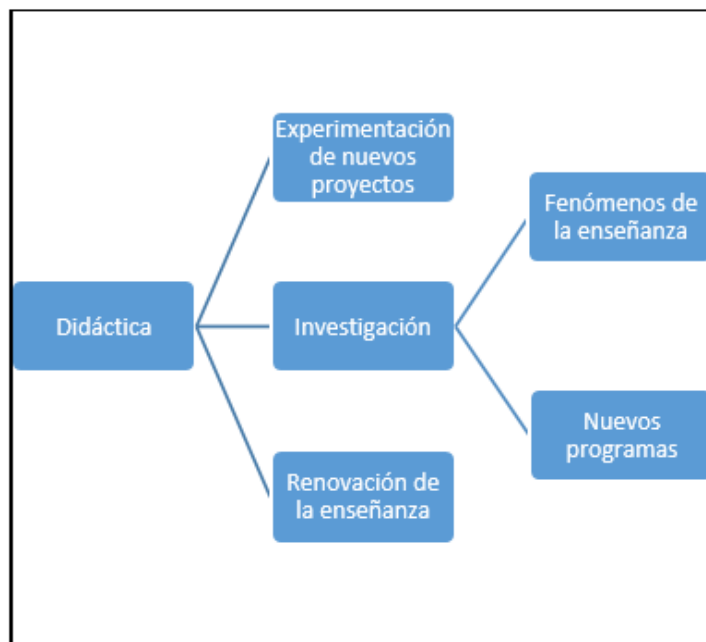 Didáctica
Experimentación
de nuevos
proyectos
Investigación
Renovación de
la enseñanza
Fenómenos de
la enseñanza
Nuevos
programas